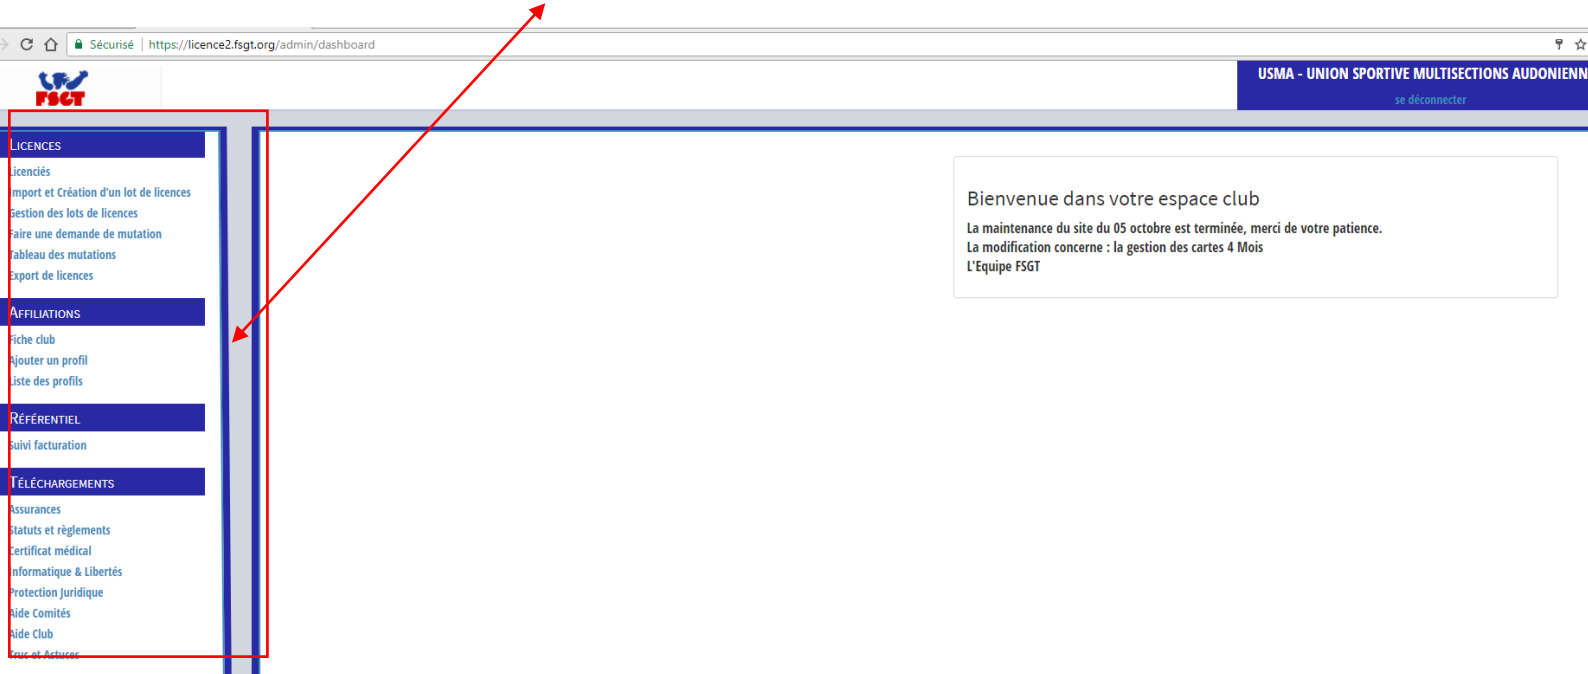 Sécurisé | https://licence2.fsgt.org/admin/dashboard
FSGT
USMA - UNION SPORTIVE MULTISECTIONS AUDONIENN
se déconnecter
LICENCES
Licenciés
Import et Création d'un lot de licences
Gestion des lots de licences
Faire une demande de mutation
Tableau des mutations
Export de licences
AFFILIATIONS
Fiche club
Ajouter un profil
Liste des profils
RÉFÉRENTIEL
Suivi facturation
TÉLÉCHARGEMENTS
Assurances
Statuts et règlements
Certificat médical
Informatique & Libertés
Protection Juridique
Aide Comités
Aide Club
Truc et Astuces
Bienvenue dans votre espace club
La maintenance du site du 05 octobre est terminée, merci de votre patience.
La modification concerne : la gestion des cartes 4 Mois
L'Equipe FSGT